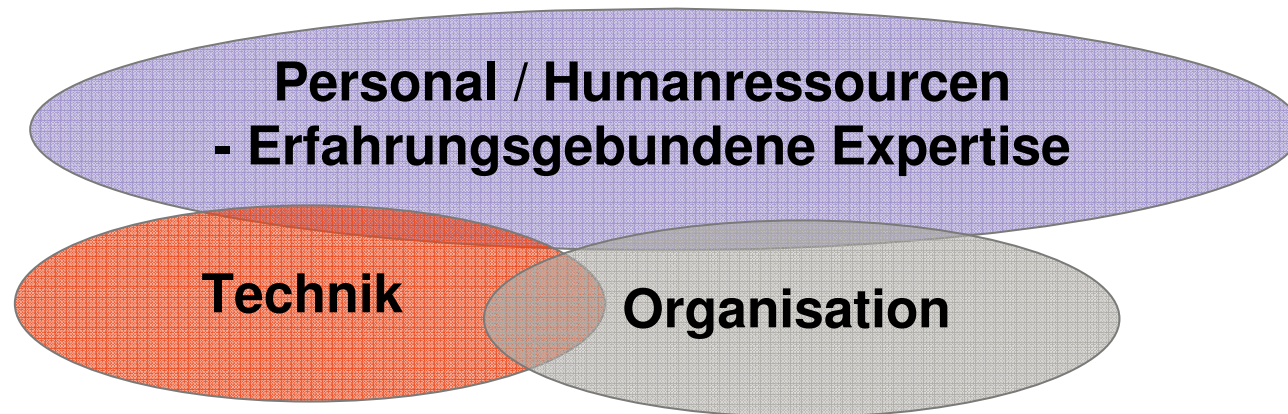 Personal / Humanressourcen
- Erfahrungsgebundene Expertise
Technik
Organisation